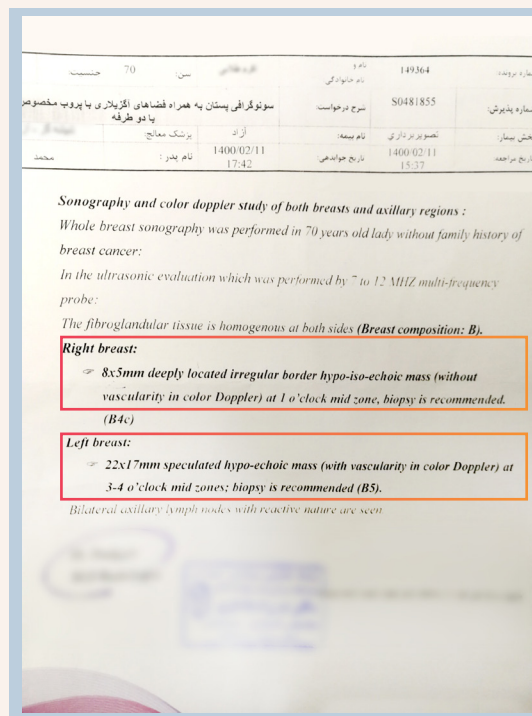 149364
نام و
نام خانوادگی
سن:
70
جنسیت
S0481855
شرح درخواست:
سونوگرافی پستان به همراه فضاهای آگزیلاری با پروب مخصوص
یا دو طرفه
تصویربرداری
نام بیمه:
آزاد
پزشک معالج:
1400/02/11
15:37
تاریخ جوابدهی:
1400/02/11
17:42
نام پدر :
محمد
Sonography and color doppler study of both breasts and axillary regions :
Whole breast sonography was performed in 70 years old lady without family history of
breast cancer:
In the ultrasonic evaluation which was performed by 7 to 12 MHZ multi-frequency
probe:
The fibroglandular tissue is homogenous at both sides (Breast composition: B).
Right breast:
☞ 8x5mm deeply located irregular border hypo-iso-echoic mass (without
vascularity in color Doppler) at 1 o'clock mid zone, biopsy is recommended.
(B4c)
Left breast:
☞ 22x17mm speculated hypo-echoic mass (with vascularity in color Doppler) at
3-4 o'clock mid zones; biopsy is recommended (B5).
Bilateral axillary lymph nodes with reactive nature are seen.